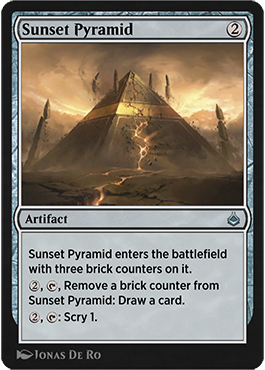 Sunset Pyramid 2
Artifact
Sunset Pyramid enters the battlefield
with three brick counters on it.
2, T, Remove a brick counter from
Sunset Pyramid: Draw a card.
2, T: Scry 1.
Jonas De Ro